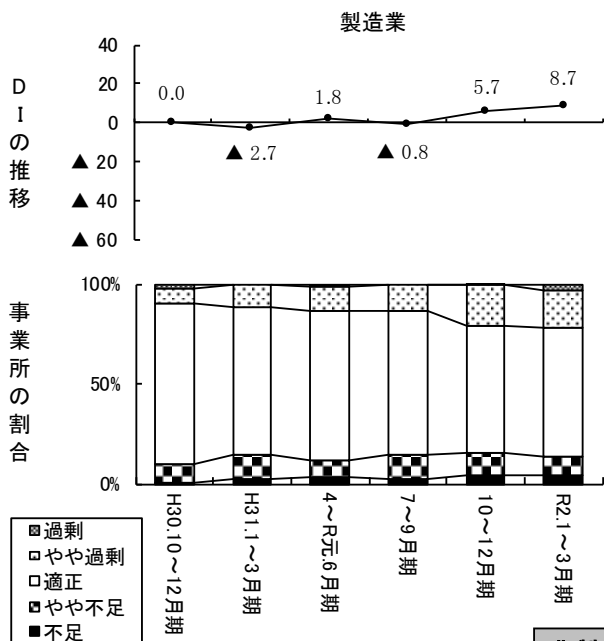 製造業
DIの推移
40
20
0
▲ 20
▲ 40
▲ 60
0.0
▲ 2.7
1.8
▲ 0.8
5.7
8.7
事業所の割合
100%
50%
0%
H30.10～12月期
H31.1～3月期
4～R元.6月期
7～9月期
10～12月期
R2.1～3月期
過剰
やや過剰
適正
やや不足
不足